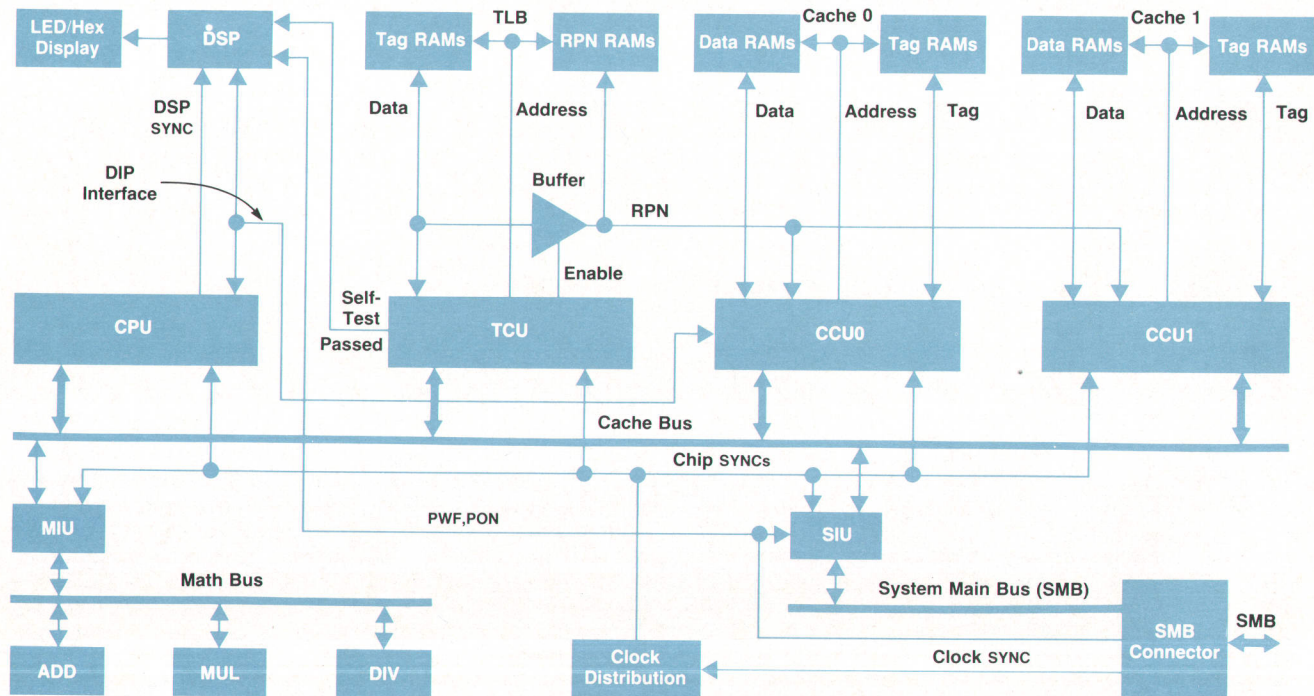 LED/Hex
Display
DSP
Tag RAMs
TLB
RPN RAMs
Data RAMs
Cache 0
Tag RAMs
Data RAMs
Cache 1
Tag RAMs
DSP
SYNC
Data
Address
Data
Address
Tag
Data
Address
Tag
DIP
Interface
Buffer
RPN
Enable
CPU
Self-
Test
Passed
TCU
CCU0
CCU1
Cache Bus
Chip SYNCs
MIU
PWF,PON
SIU
Math Bus
System Main Bus (SMB)
ADD
MUL
DIV
Clock
Distribution
Clock SYNC
SMB
Connector
SMB